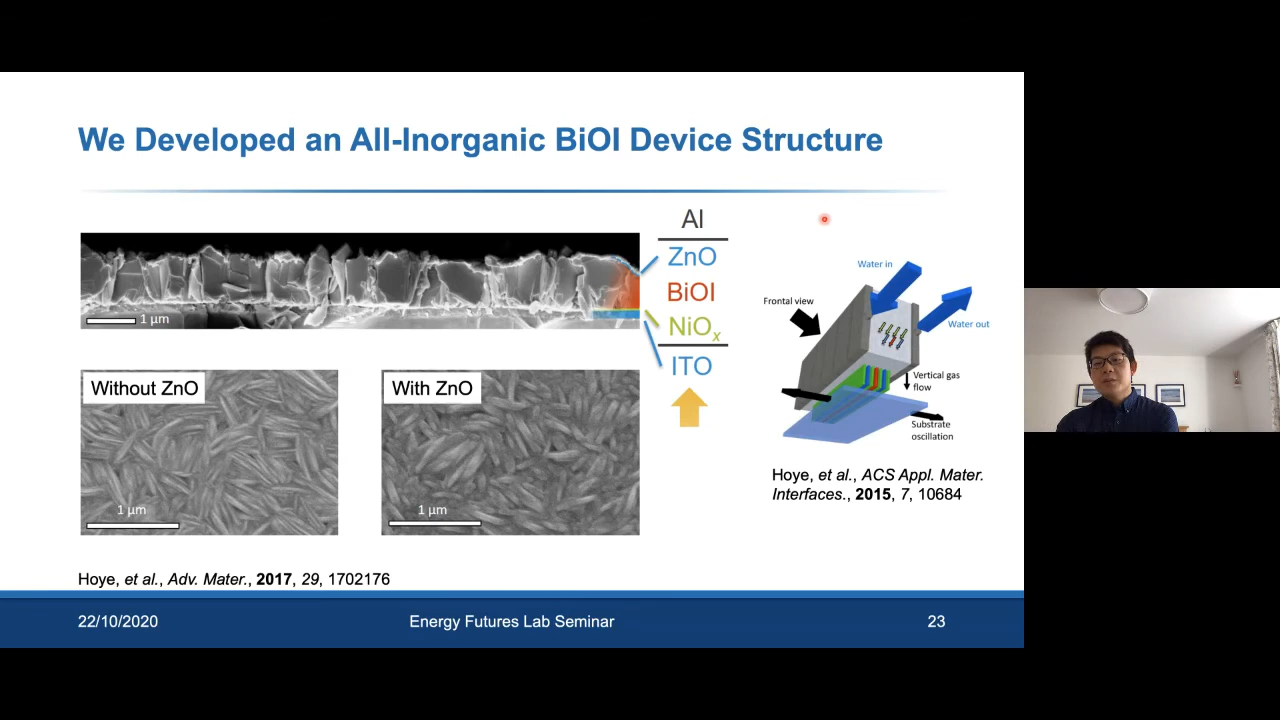 We Developed an All-Inorganic BiOI Device Structure
1 μm
Al
ZnO
BiOI
NiOx
ITO
Without ZnO
1 μm
With ZnO
1 μm
Water in
Frontal view
Water out
Vertical gas
flow
Substrate
oscillation
Hoye, et al., ACS Appl. Mater.
Interfaces., 2015, 7, 10684
Hoye, et al., Adv. Mater., 2017, 29, 1702176
22/10/2020
Energy Futures Lab Seminar
23